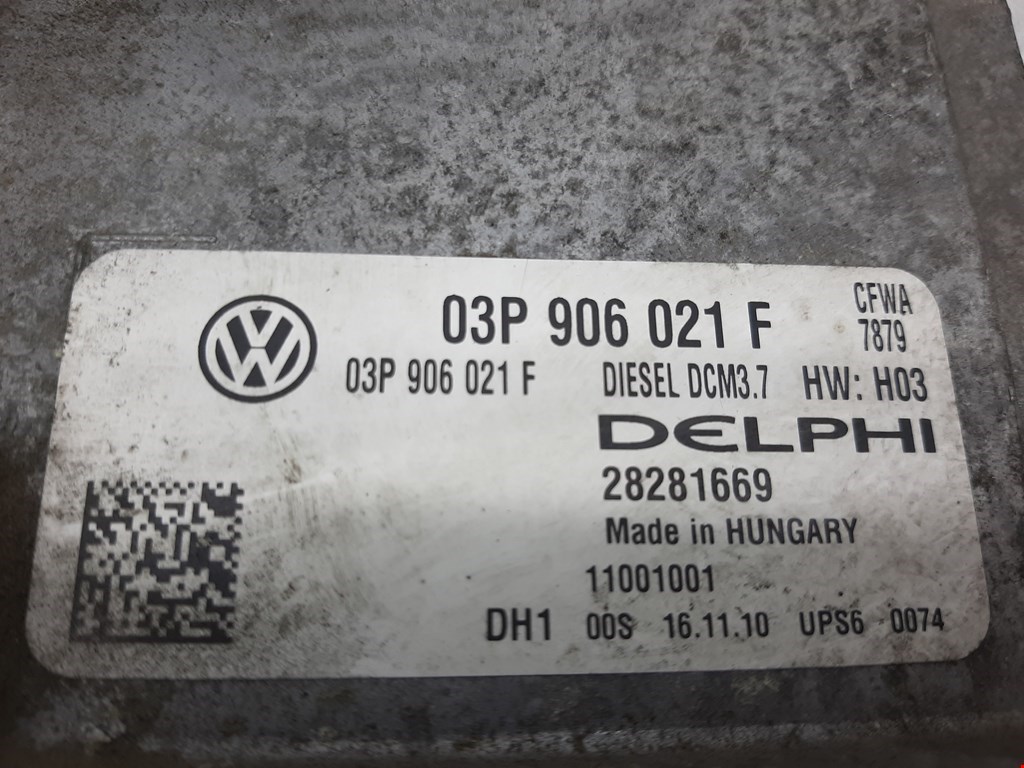 03P 906 021 F
CFWA
7879
03P 906 021 F DIESEL DCM3.7 HW: H03
DELPHI
28281669
Made in HUNGARY
11001001
DH1 00S 16.11.10 UPS6 0074